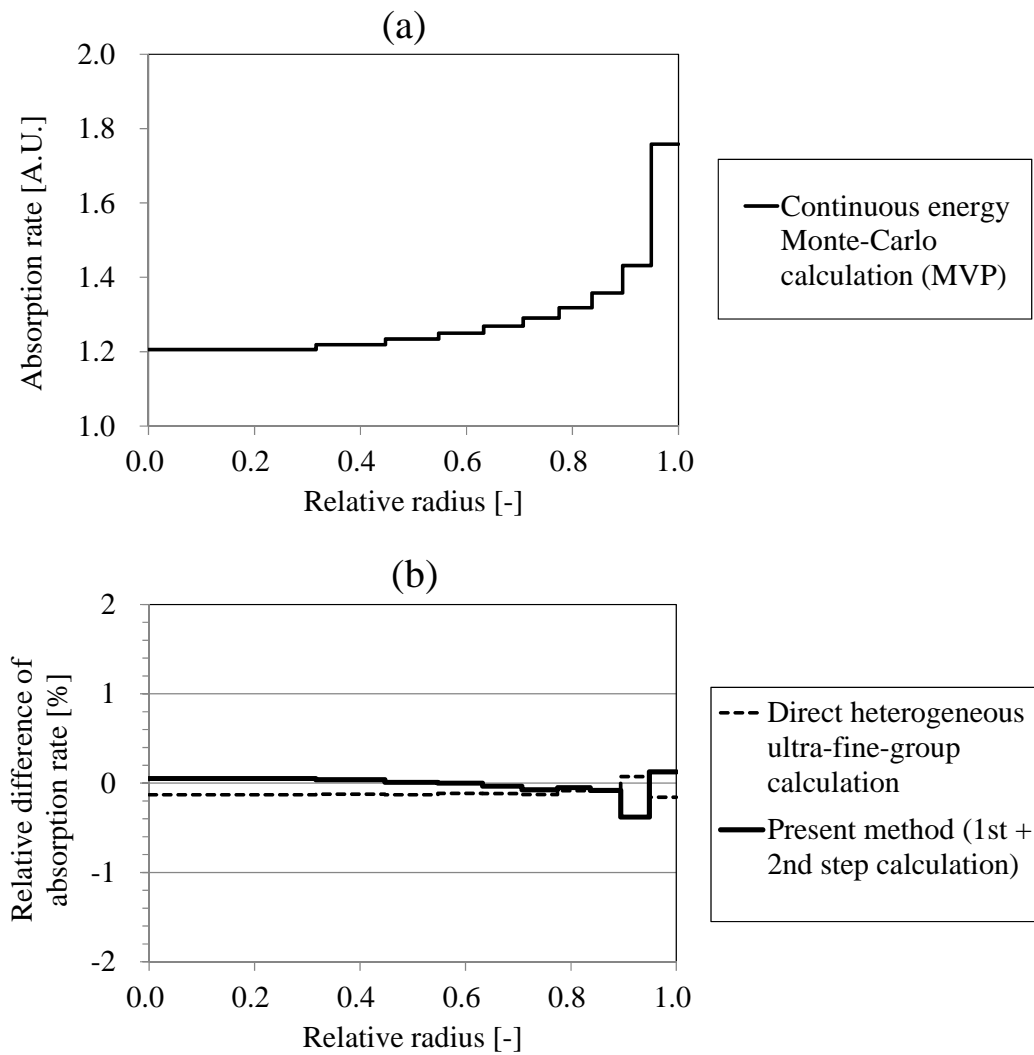 (a)
Absorption rate [A.U.]
2.0
1.8
1.6
1.4
1.2
1.0
0.0 0.2 0.4 0.6 0.8 1.0
Relative radius [-]
Continuous energy
Monte-Carlo
calculation (MVP)
(b)
Relative difference of
absorption rate [%]
2
1
0
-1
-2
0.0 0.2 0.4 0.6 0.8 1.0
Relative radius [-]
Direct heterogeneous
ultra-fine-group
calculation
Present method (1st +
2nd step calculation)